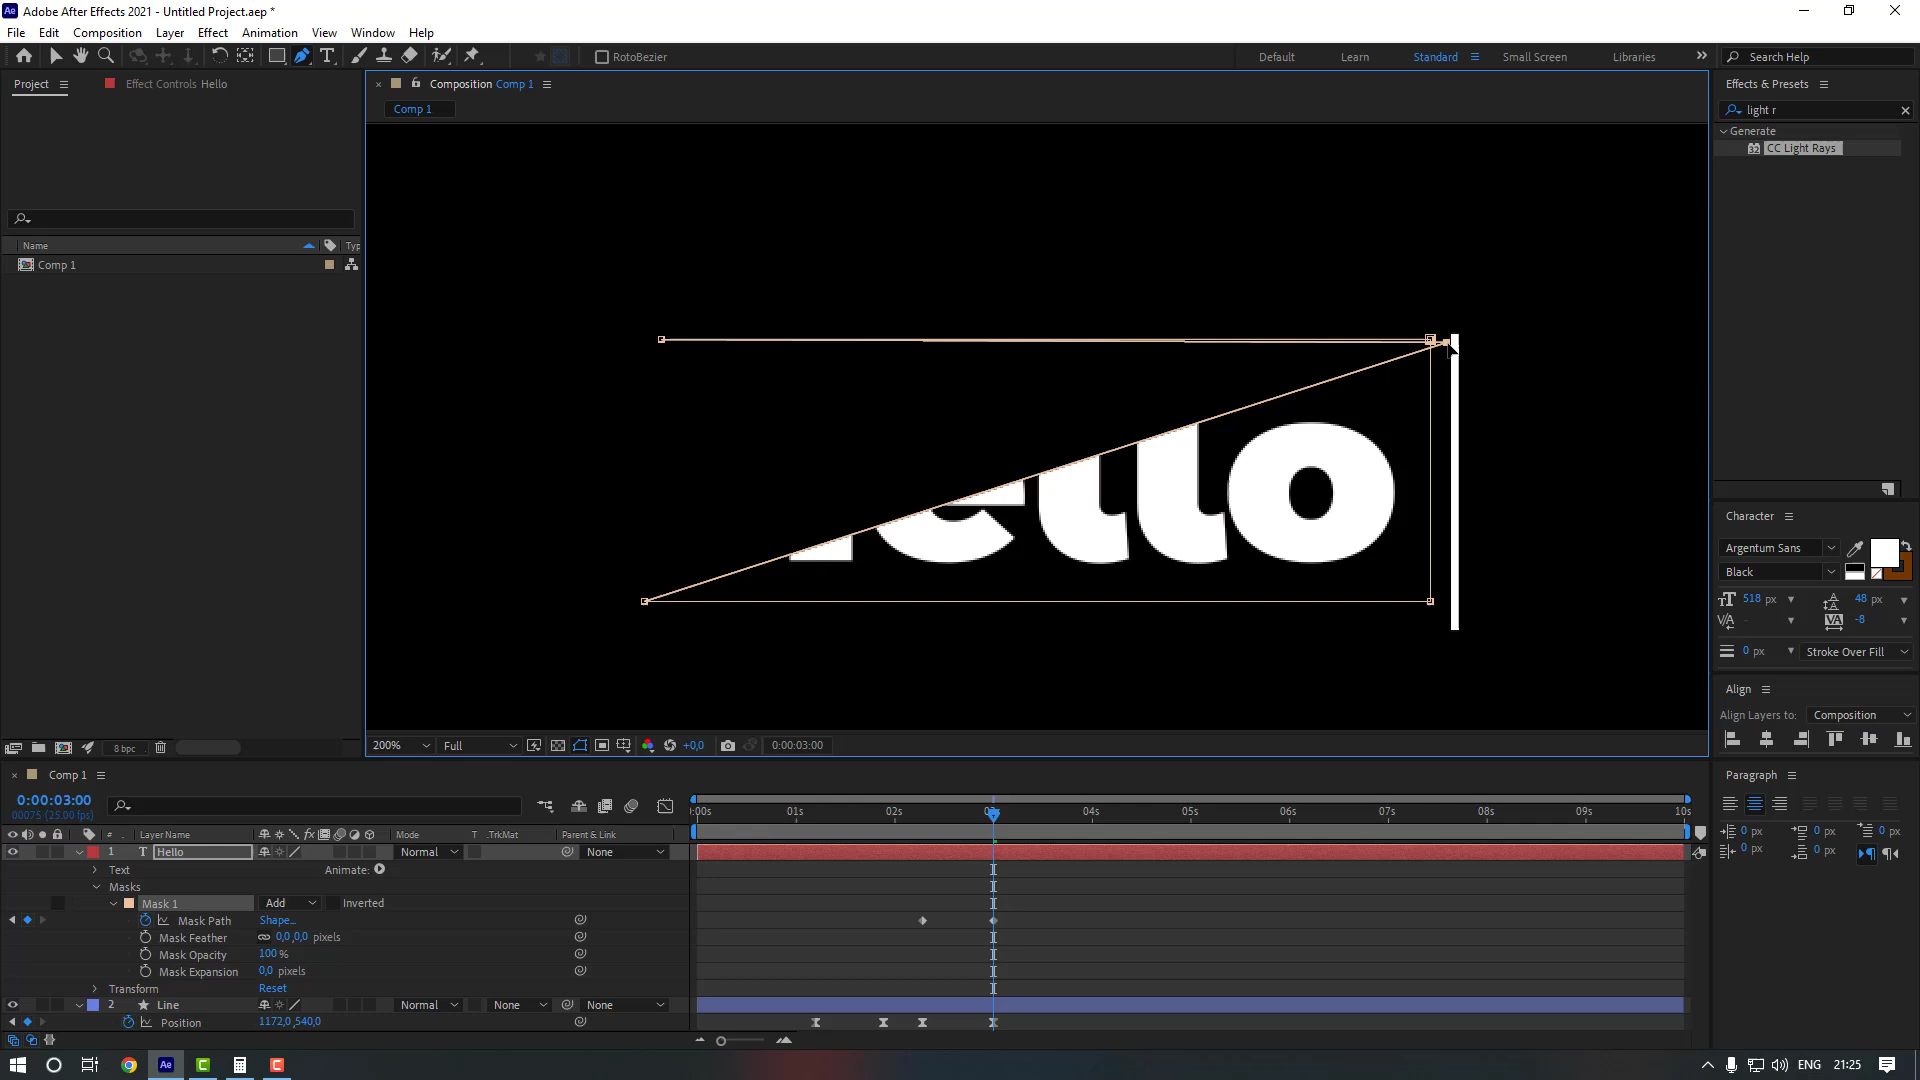 Ae Adobe After Effects 2021 - Untitled Project.aep *
File Edit Composition Layer Effect Animation View Window Help
RotoBezier Default Learn Standard Small Screen Libraries Search Help
Project Effect Controls Hello Composition Comp 1 Effects & Presets
Comp 1 light r
Generate
32 CC Light Rays
Name Typ
Comp 1
ello
Character
Argentum Sans
Black
518 px 48 px
- -8
0 px Stroke Over Fill
Align
Align Layers to: Composition
8 bpc 200% Full +0,0 0:00:03:00
Comp 1 Paragraph
0:00:03:00
00075 (25.00 fps)
:00s 01s 02s 03s 04s 05s 06s 07s 08s 09s 10s
# Layer Name Mode T .TrkMat Parent & Link
0 px 0 px 0 px
0 px 0 px
1 T Hello Normal None
Text Animate:
Masks
Mask 1 Add Inverted
Mask Path Shape...
Mask Feather 0,0,0,0 pixels
Mask Opacity 100 %
Mask Expansion 0,0 pixels
Transform Reset
2 Line Normal None None
Position 1172,0,540,0
Ae ENG 21:25